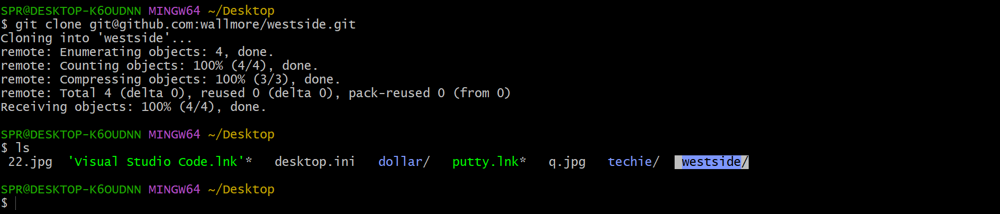 SPR@DESKTOP-K6OUDNN MINGW64 ~/Desktop
$ git clone git@github.com:wallmore/westside.git
Cloning into 'westside'...
remote: Enumerating objects: 4, done.
remote: Counting objects: 100% (4/4), done.
remote: Compressing objects: 100% (3/3), done.
remote: Total 4 (delta 0), reused 0 (delta 0), pack-reused 0 (from 0)
Receiving objects: 100% (4/4), done.
SPR@DESKTOP-K6OUDNN MINGW64 ~/Desktop
$ ls
22.jpg 'Visual Studio Code.lnk'* desktop.ini dollar/ putty.lnk* q.jpg techie/ westside/
SPR@DESKTOP-K6OUDNN MINGW64 ~/Desktop
$